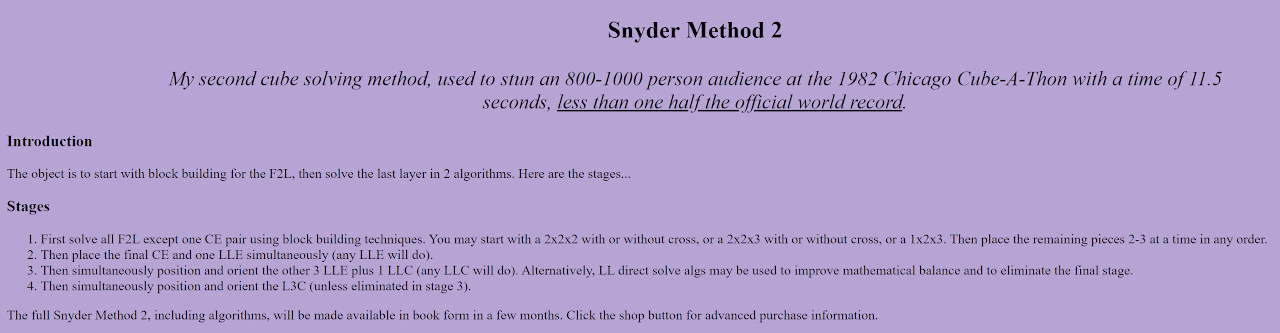 Snyder Method 2
My second cube solving method, used to stun an 800-1000 person audience at the 1982 Chicago Cube-A-Thon with a time of 11.5
seconds, less than one half the official world record.
Introduction
The object is to start with block building for the F2L, then solve the last layer in 2 algorithms. Here are the stages...
Stages
1. First solve all F2L except one CE pair using block building techniques. You may start with a 2x2x2 with or without cross, or a 2x2x3 with or without cross, or a 1x2x3. Then place the remaining pieces 2-3 at a time in any order.
2. Then place the final CE and one LLE simultaneously (any LLE will do).
3. Then simultaneously position and orient the other 3 LLE plus 1 LLC (any LLC will do). Alternatively, LL direct solve algs may be used to improve mathematical balance and to eliminate the final stage.
4. Then simultaneously position and orient the L3C (unless eliminated in stage 3).
The full Snyder Method 2, including algorithms, will be made available in book form in a few months. Click the shop button for advanced purchase information.